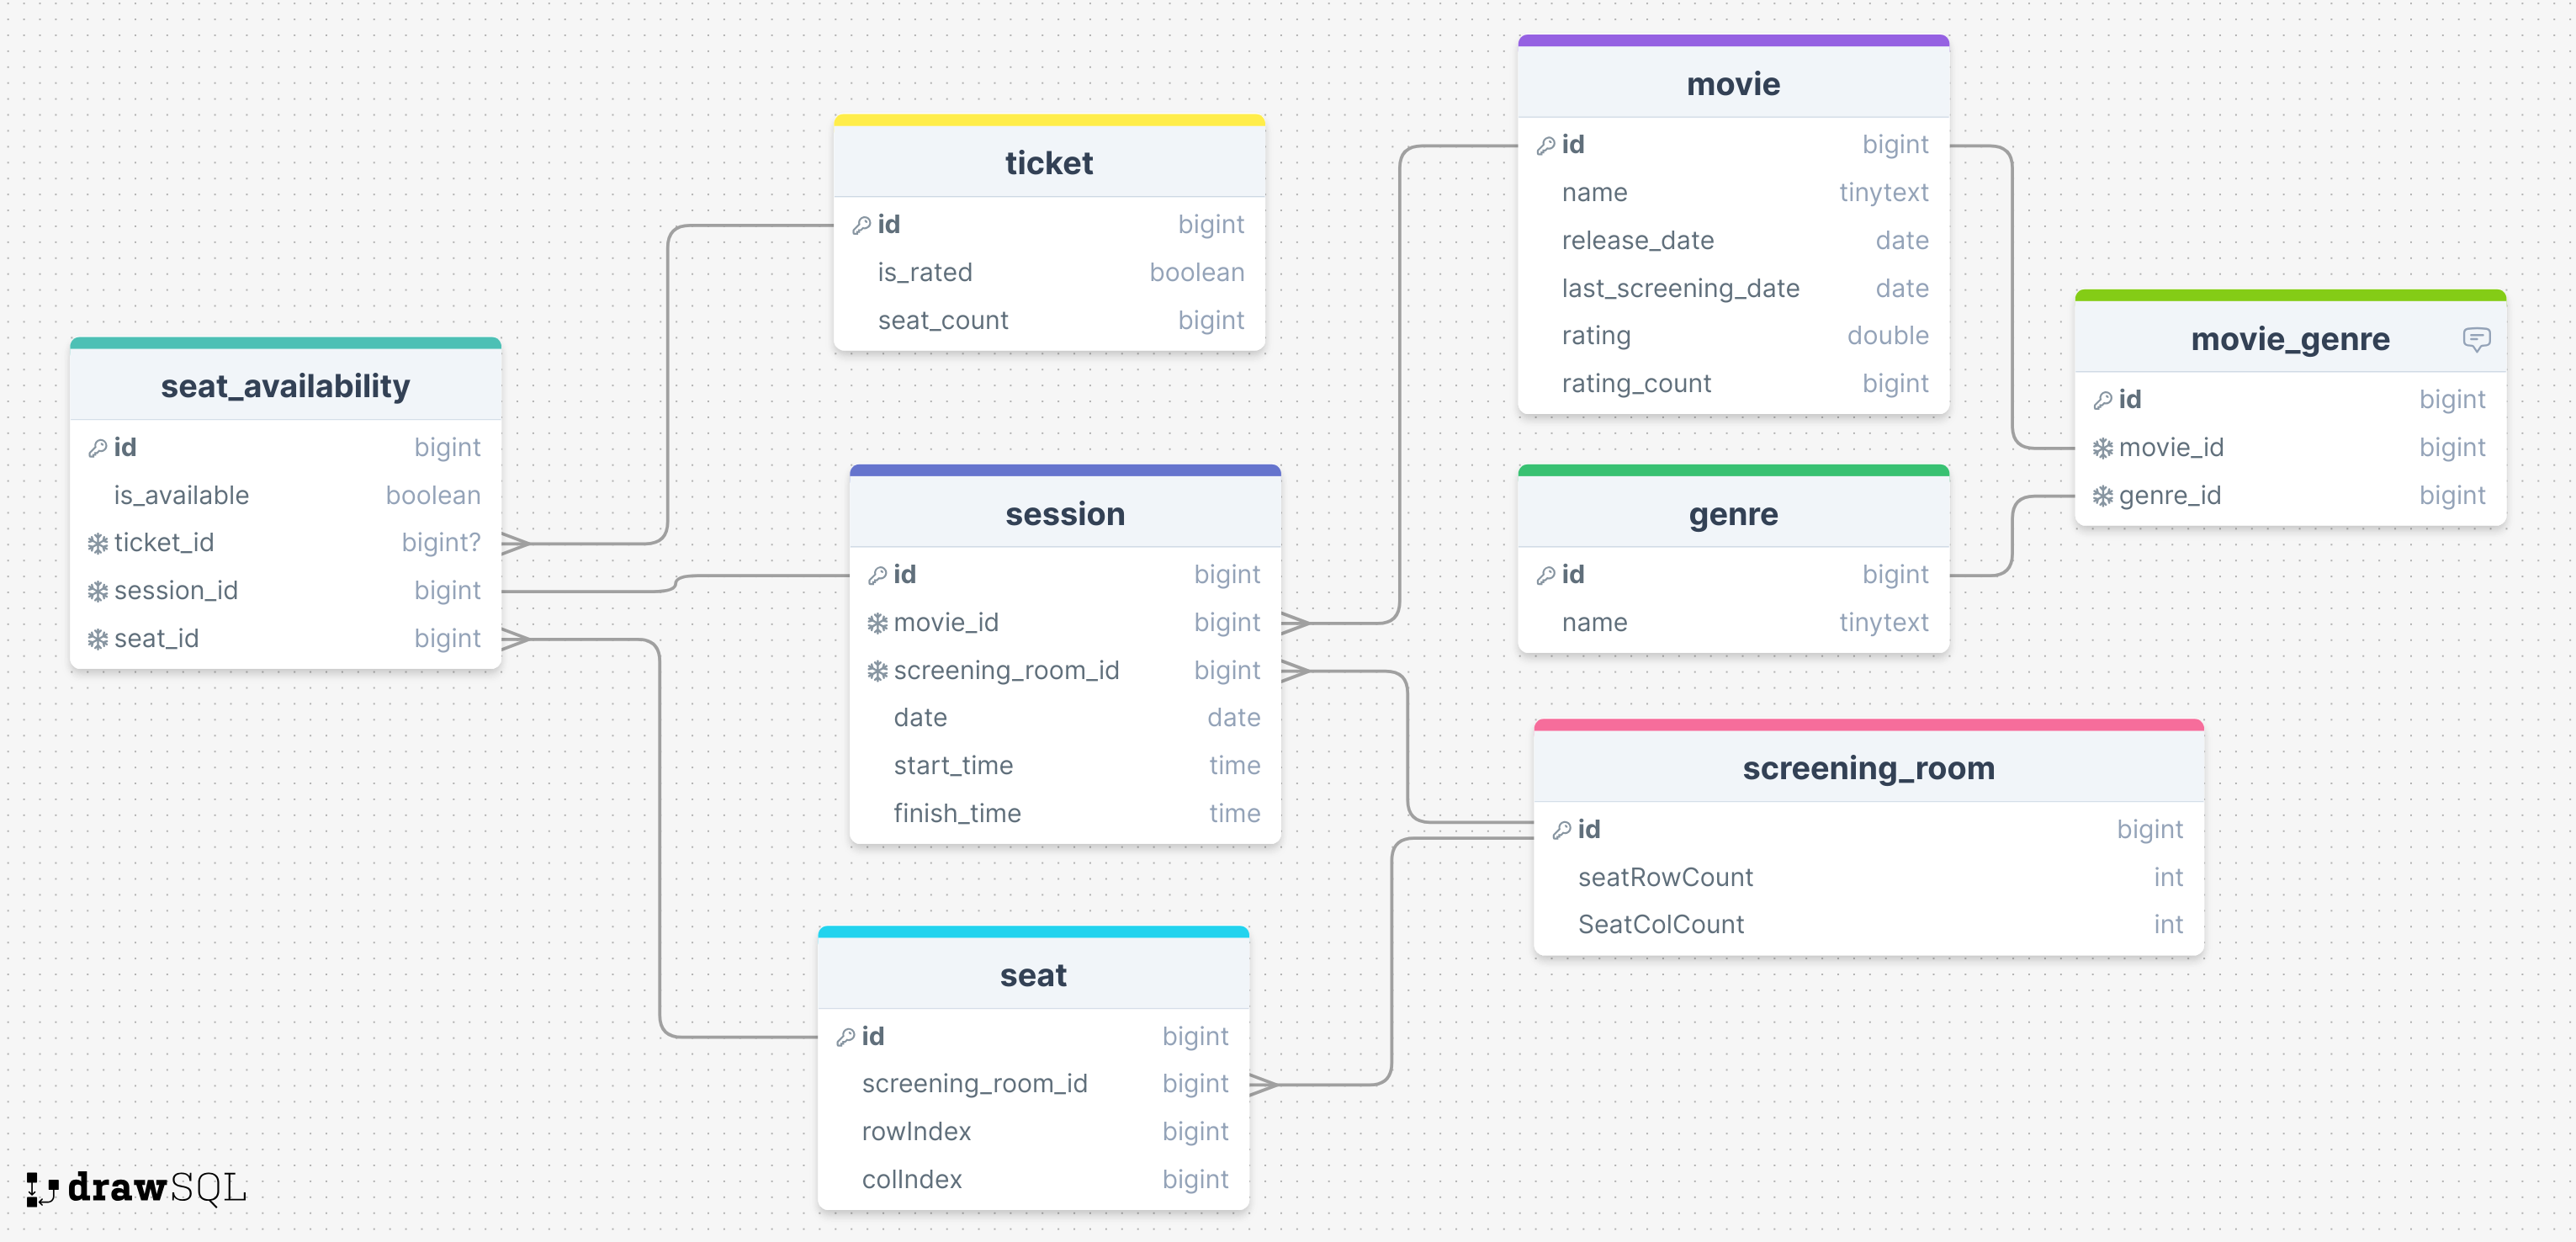 movie
id bigint
name tinytext
release_date date
last_screening_date date
rating double
rating_count bigint
ticket
id bigint
is_rated boolean
seat_count bigint
movie_genre
id bigint
movie_id bigint
genre_id bigint
seat_availability
id bigint
is_available boolean
ticket_id bigint?
session_id bigint
seat_id bigint
session
id bigint
movie_id bigint
screening_room_id bigint
date date
start_time time
finish_time time
genre
id bigint
name tinytext
screening_room
id bigint
seatRowCount int
SeatColCount int
seat
id bigint
screening_room_id bigint
rowIndex bigint
colIndex bigint
drawSQL